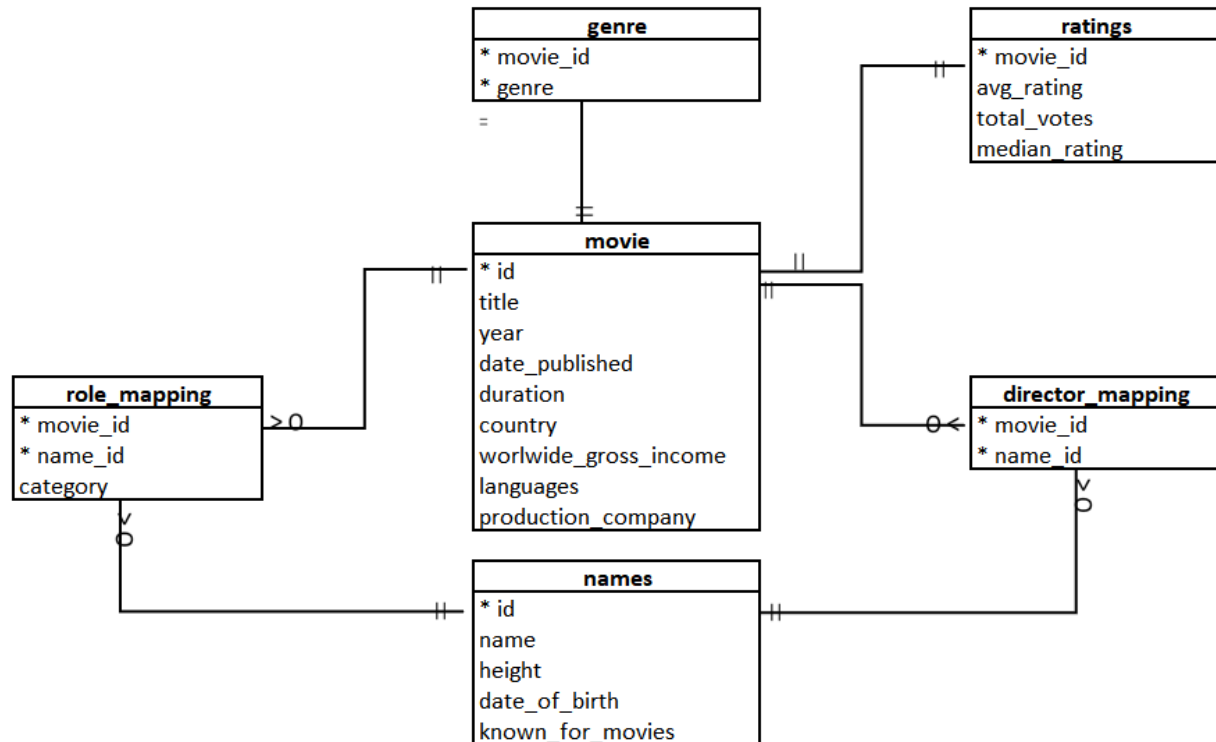 genre
* movie_id
* genre
ratings
* movie_id
avg_rating
total_votes
median_rating
movie
* id
title
year
date_published
duration
country
worlwide_gross_income
languages
production_company
role_mapping
* movie_id
* name_id
category
director_mapping
* movie_id
* name_id
names
* id
name
height
date_of_birth
known_for_movies